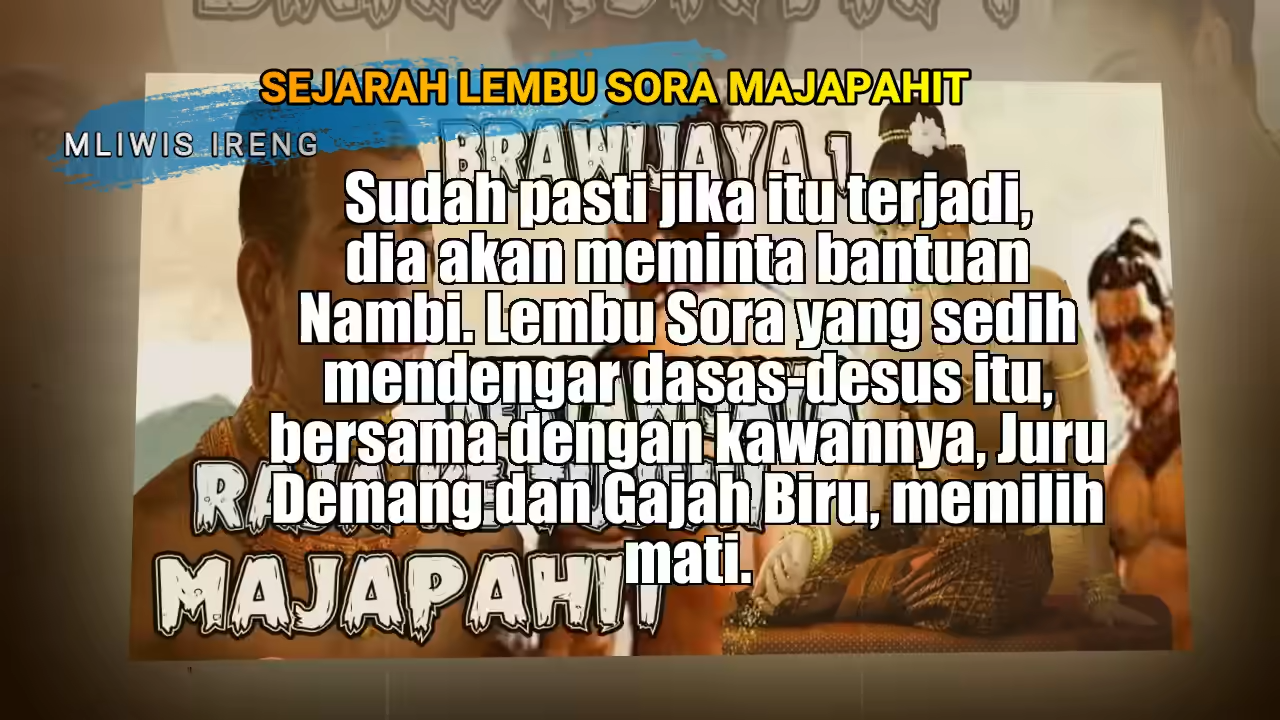 SEJARAH LEMBU SORA MAJAPAHIT
MLIWIS IRENG
BRAWIJAYA 1
Sudah pasti jika itu terjadi,
dia akan meminta bantuan
Nambi. Lembu Sora yang sedih
mendengar dasas-desus itu,
bersama dengan kawannya, Juru
Demang dan Gajah Biru, memilih
mati.
MAJAPAHIT